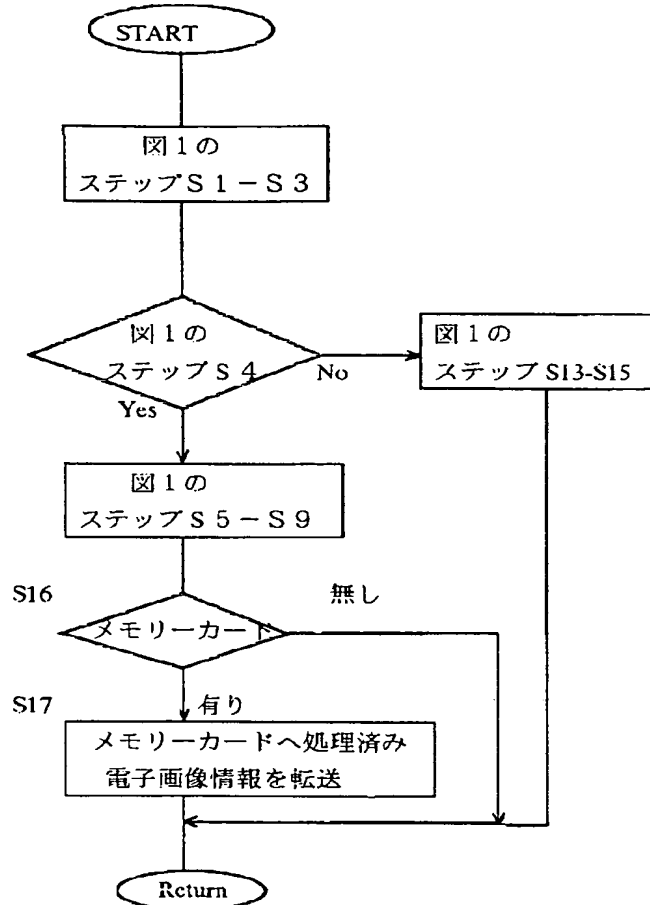 START
図1の
ステップS1-S3
図1の
ステップS4
No
図1の
ステップ S13-S15
Yes
図1の
ステップS5-S9
S16
無し
メモリーカード
S17
有り
メモリーカードへ処理済み
電子画像情報を転送
Return